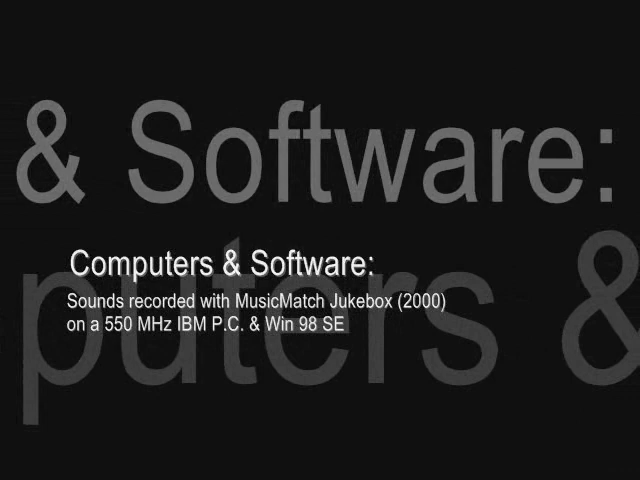 & Software:
Computers & Software:
puters &
Sounds recorded with MusicMatch Jukebox (2000)
on a 550 MHz IBM P.C. & Win 98 SE